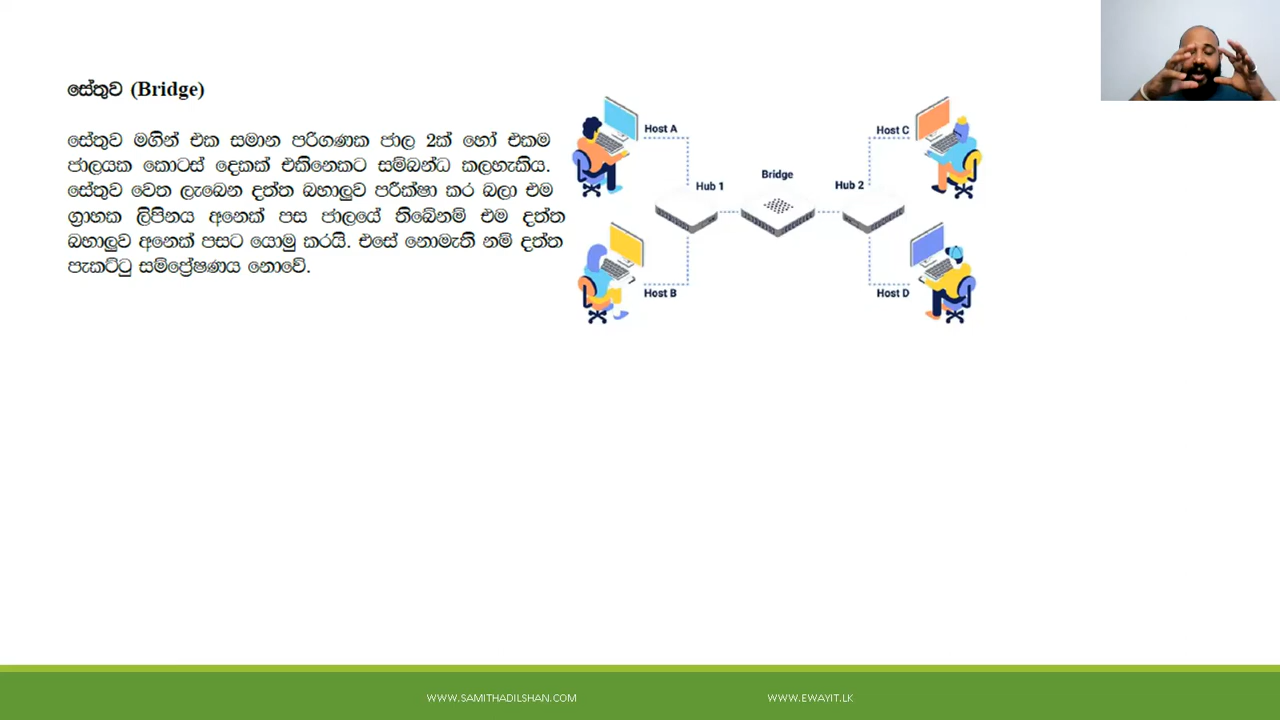 සේතුව (Bridge)
සේතුව මගින් එක සමාන පරිගණක ජාල 2ක් හෝ එකම
ජාලයක කොටස් දෙකක් එකිනෙකට සම්බන්ධ කලහැකිය.
සේතුව වෙත ලැබෙන දත්ත බහාලුව පරීක්ෂා කර බලා එම
ග්‍රාහක ලිපිනය අනෙක් පස ජාලයේ තිබේනම් එම දත්ත
බහාලුව අනෙක් පසට යොමු කරයි. එසේ නොමැති නම් දත්ත
පැකට්ටු සම්ප්‍රේෂණය නොවේ.
Host A
Host C
Bridge
Hub 1
Hub 2
Host B
Host D
WWW.SAMITHADILSHAN.COM
WWW.EWAYIT.LK